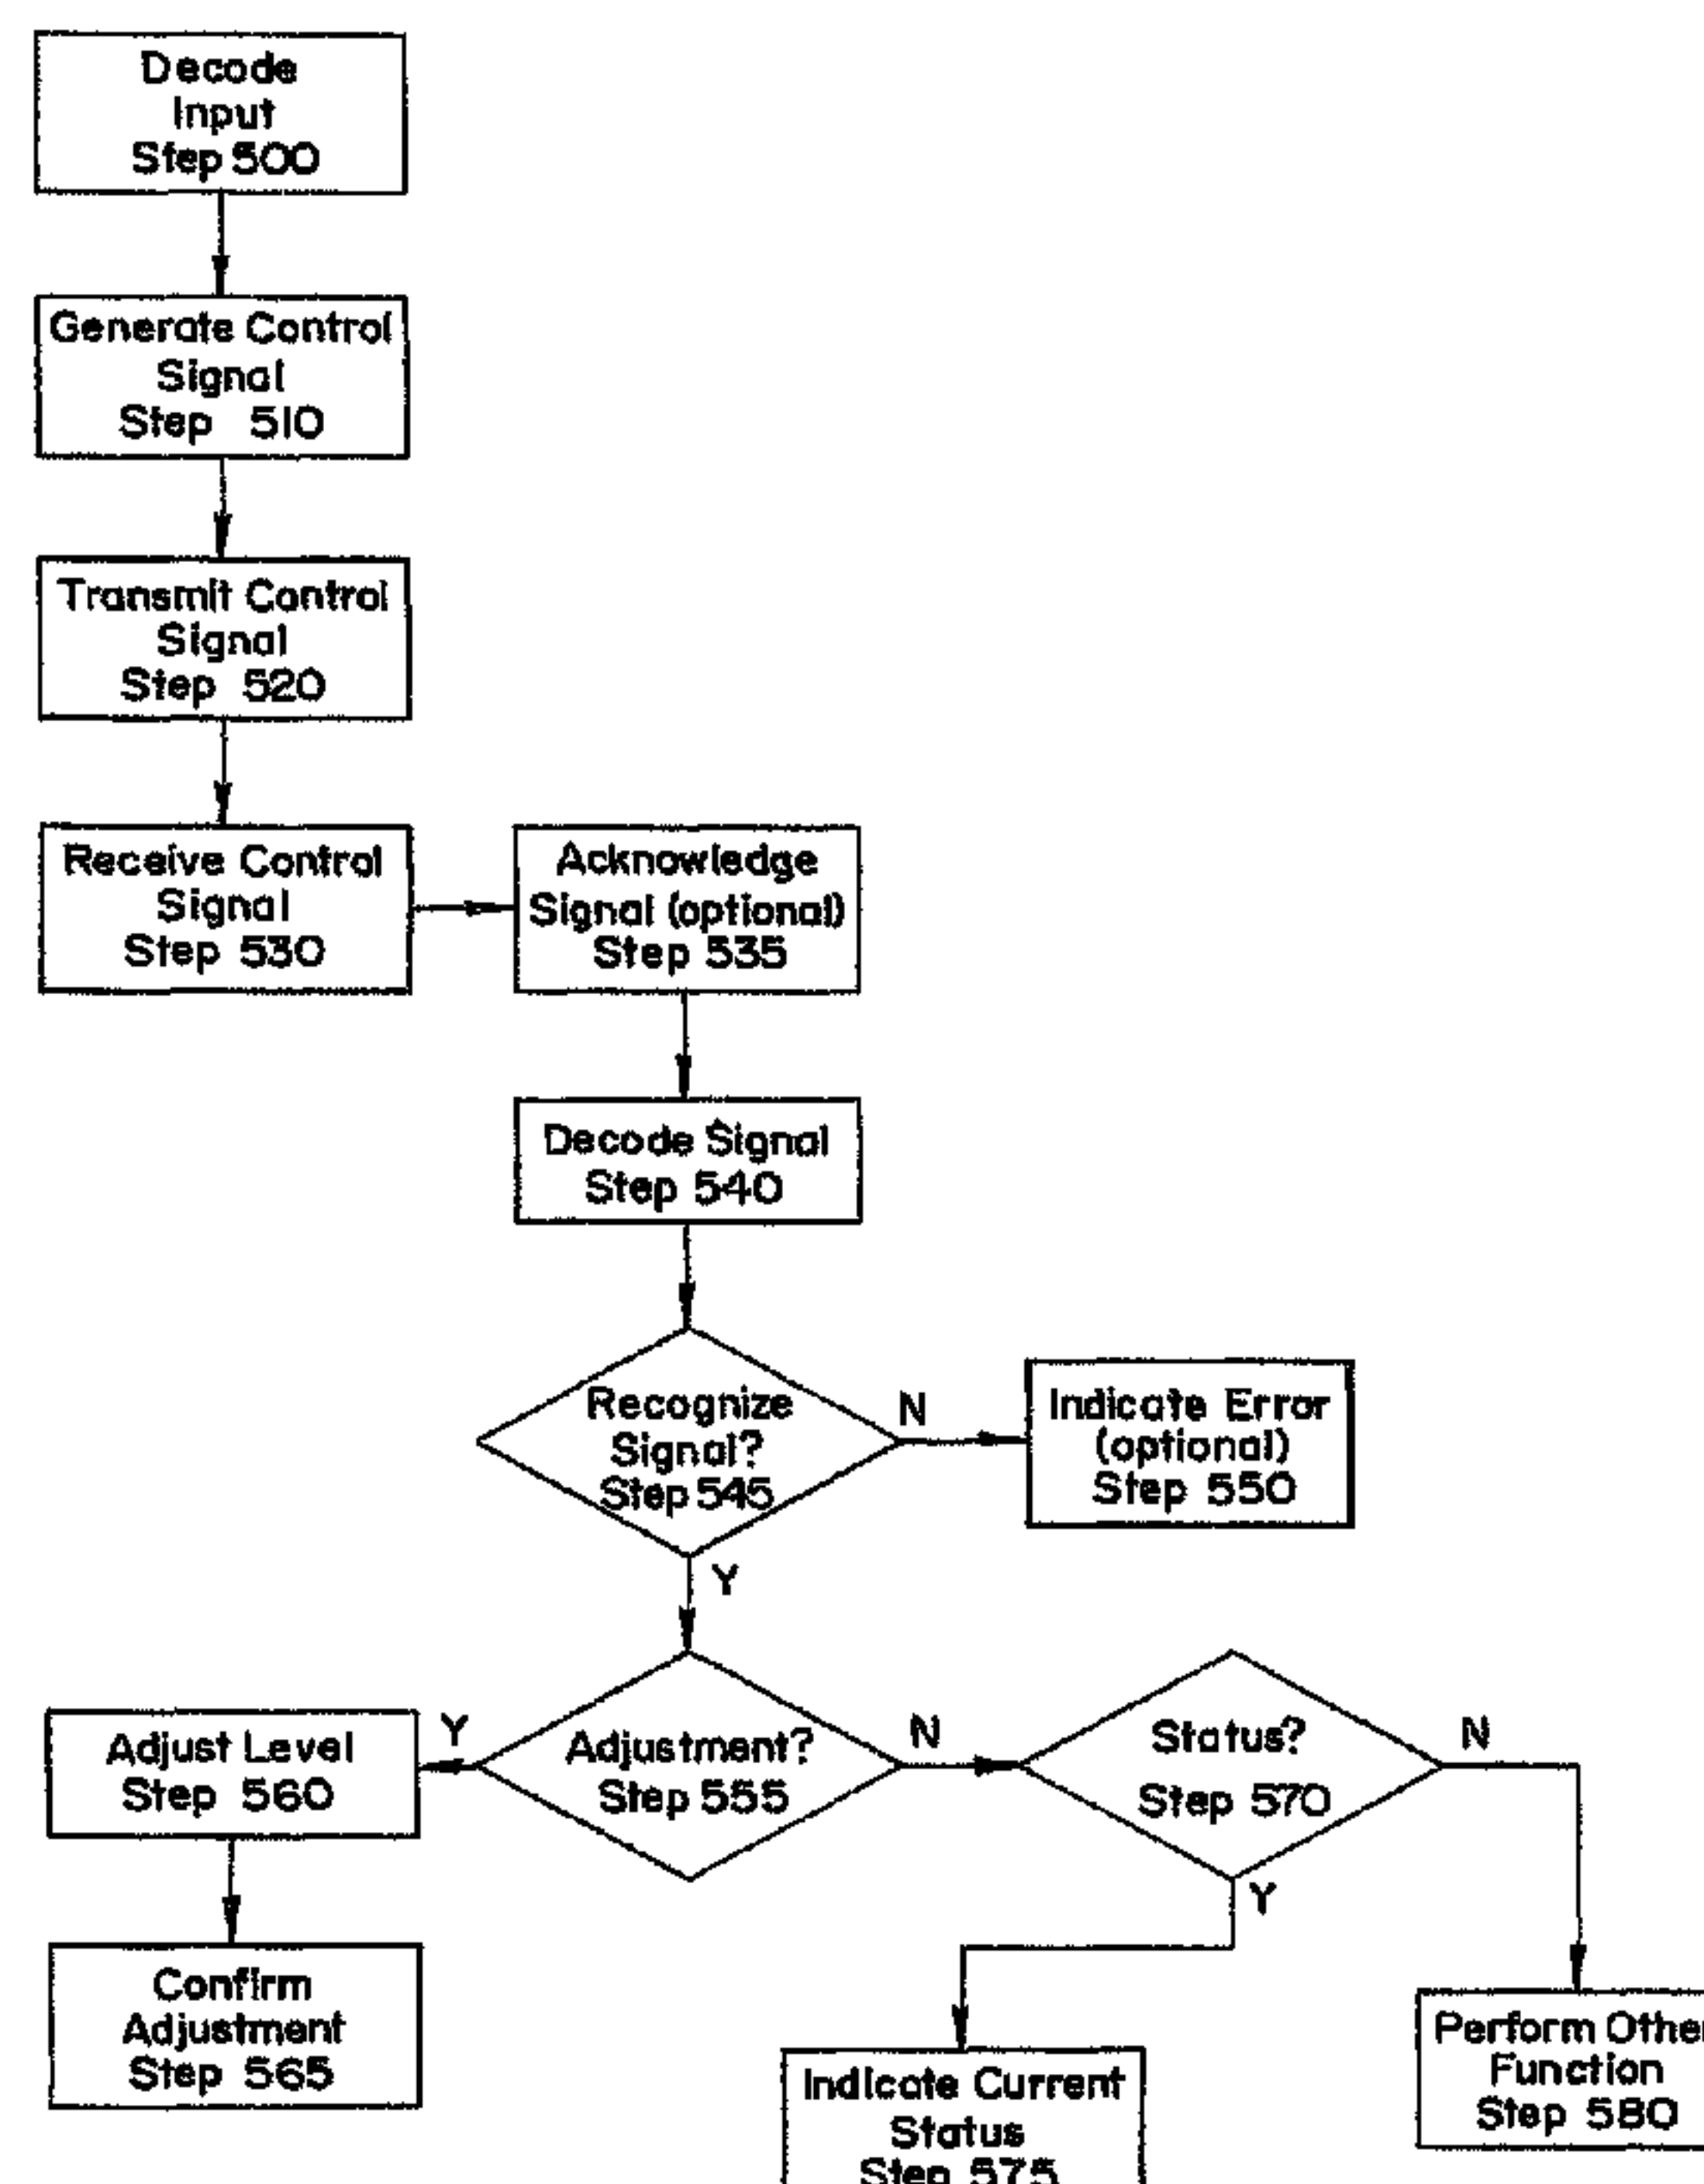 Decode
Input
Step 500
Generate Control
Signal
Step 510
Transmit Control
Signal
Step 520
Receive Control
Signal
Step 530
Acknowledge
Signal (optional)
Step 535
Decode Signal
Step 540
Recognize
Signal?
Step 545
N
Indicate Error
(optional)
Step 550
Y
Adjust Level
Step 560
Y
Adjustment?
Step 555
N
Status?
Step 570
N
Y
Confirm
Adjustment
Step 565
Indicate Current
Status
Step 575
Perform Other
Function
Step 580